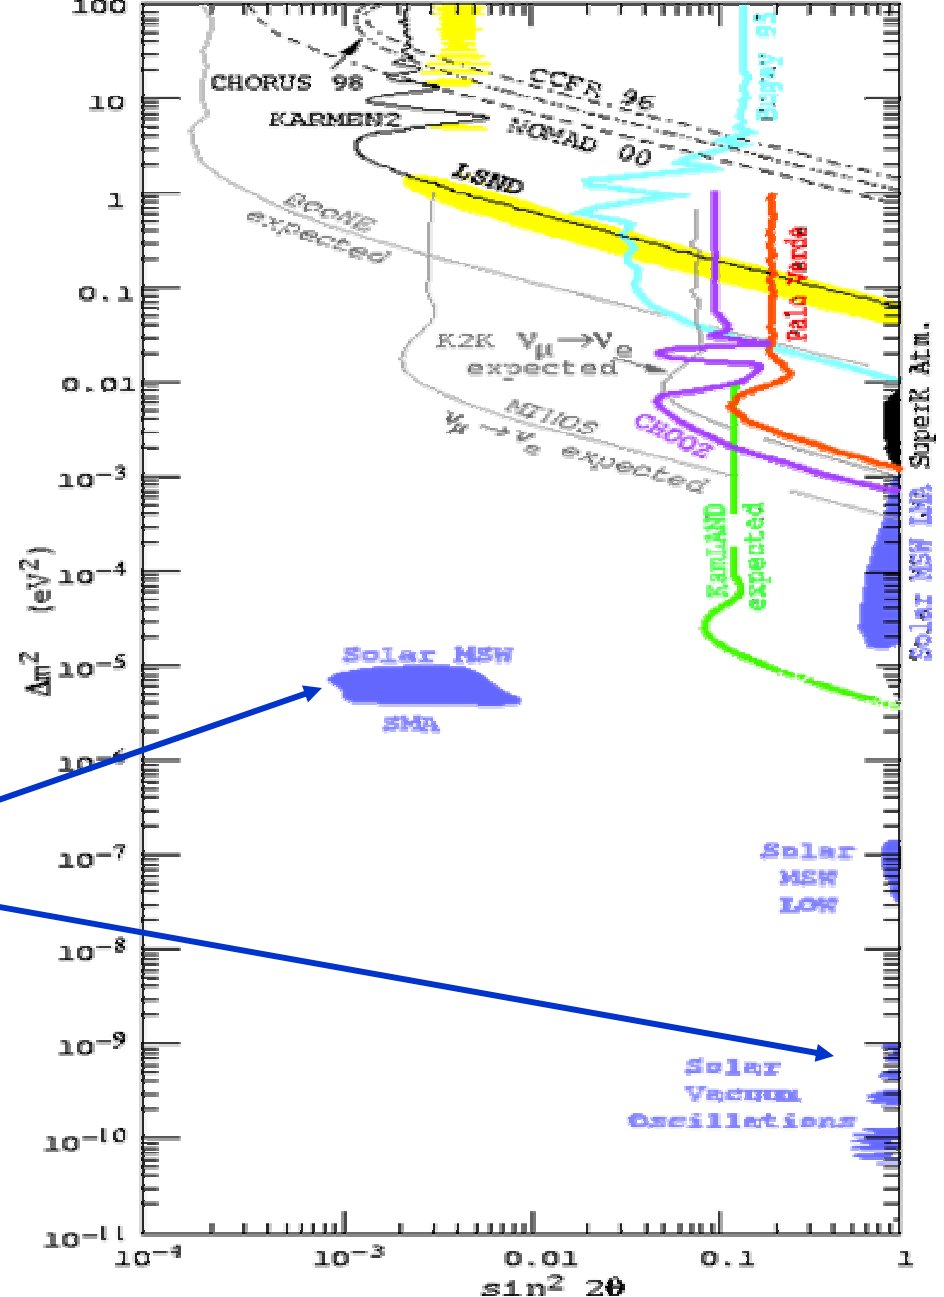 100
CHORUS 98
CCFR 96
Bugey 95
10
KARMEN2
NOMAD 00
LSND
1
BooNE
expected
Palo Verde
0.1
K2K νμ→νe
expected
SuperK Atm.
0.01
MINOS
νμ→νe expected
CHOOZ
10⁻³
KamLAND
expected
Solar MSW LMA
10⁻⁴
Δm² (eV²)
10⁻⁵
Solar MSW
SMA
10⁻⁶
10⁻⁷
Solar
MSW
LOW
10⁻⁸
10⁻⁹
Solar
Vacuum
Oscillations
10⁻¹⁰
10⁻¹¹
10⁻⁴
10⁻³
0.01
0.1
1
sin² 2θ